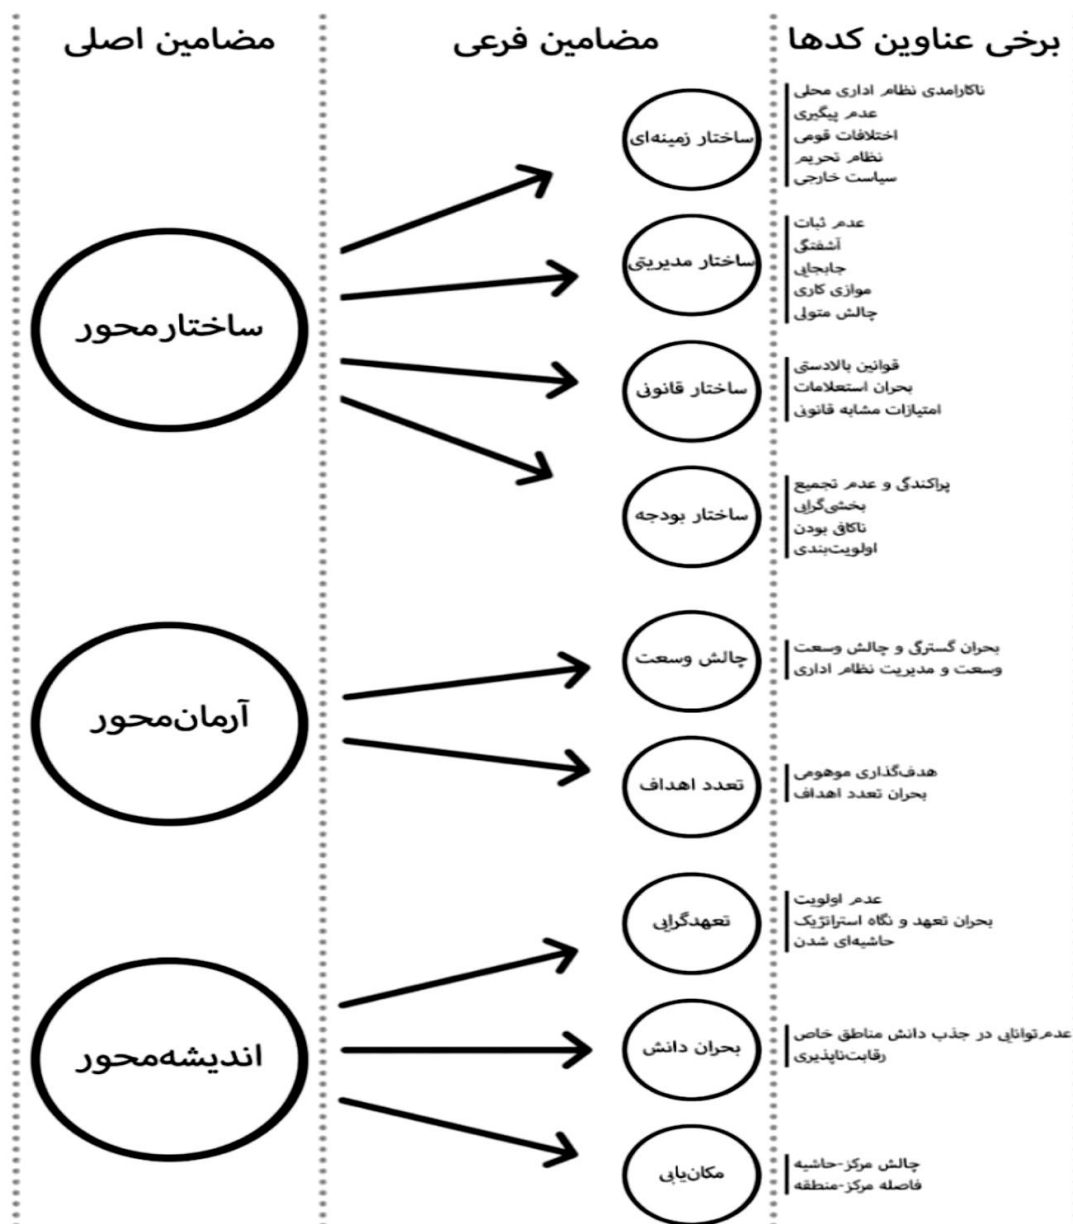 برخی عناوین کدها
مضامین فرعی
مضامین اصلی
ناکارامدی نظام اداری محلی
عدم پیگیری
اختلافات قومی
نظام تحریم
سیاست خارجی
ساختار زمینه‌ای
عدم ثبات
آشفتگی
جابجایی
موازی کاری
چالش متولی
ساختار مدیریتی
قوانین بالادستی
بحران استعلامات
امتیازات مشابه قانونی
ساختار قانونی
پراکندگی و عدم تجمیع
بخشی‌گرایی
ناکافی بودن
اولویت‌بندی
ساختار بودجه
ساختارمحور
بحران گسترگی و چالش وسعت
وسعت و مدیریت نظام اداری
چالش وسعت
هدف‌گذاری موهومی
بحران تعدد اهداف
تعدد اهداف
آرمان‌محور
عدم اولویت
بحران تعهد و نگاه استراتژیک
حاشیه‌ای شدن
تعهدگرایی
عدم‌توانایی در جذب دانش مناطق خاص
رقابت‌ناپذیری
بحران دانش
چالش مرکز-حاشیه
فاصله مرکز-منطقه
مکان‌یابی
اندیشه‌محور